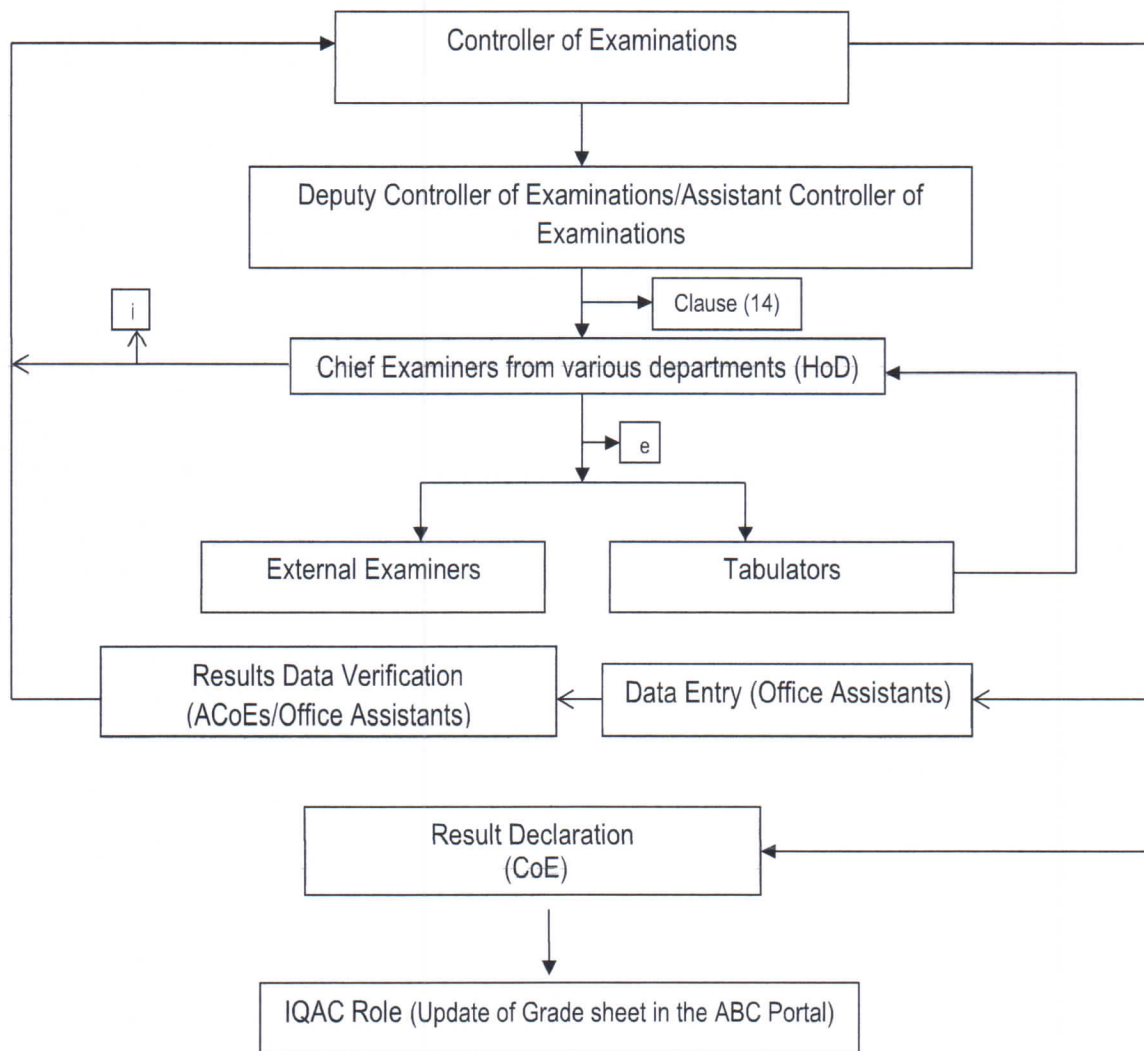 Controller of Examinations
Deputy Controller of Examinations/Assistant Controller of
Examinations
Clause (14)
i
Chief Examiners from various departments (HoD)
e
External Examiners
Tabulators
Results Data Verification
(ACoEs/Office Assistants)
Data Entry (Office Assistants)
Result Declaration
(CoE)
IQAC Role (Update of Grade sheet in the ABC Portal)